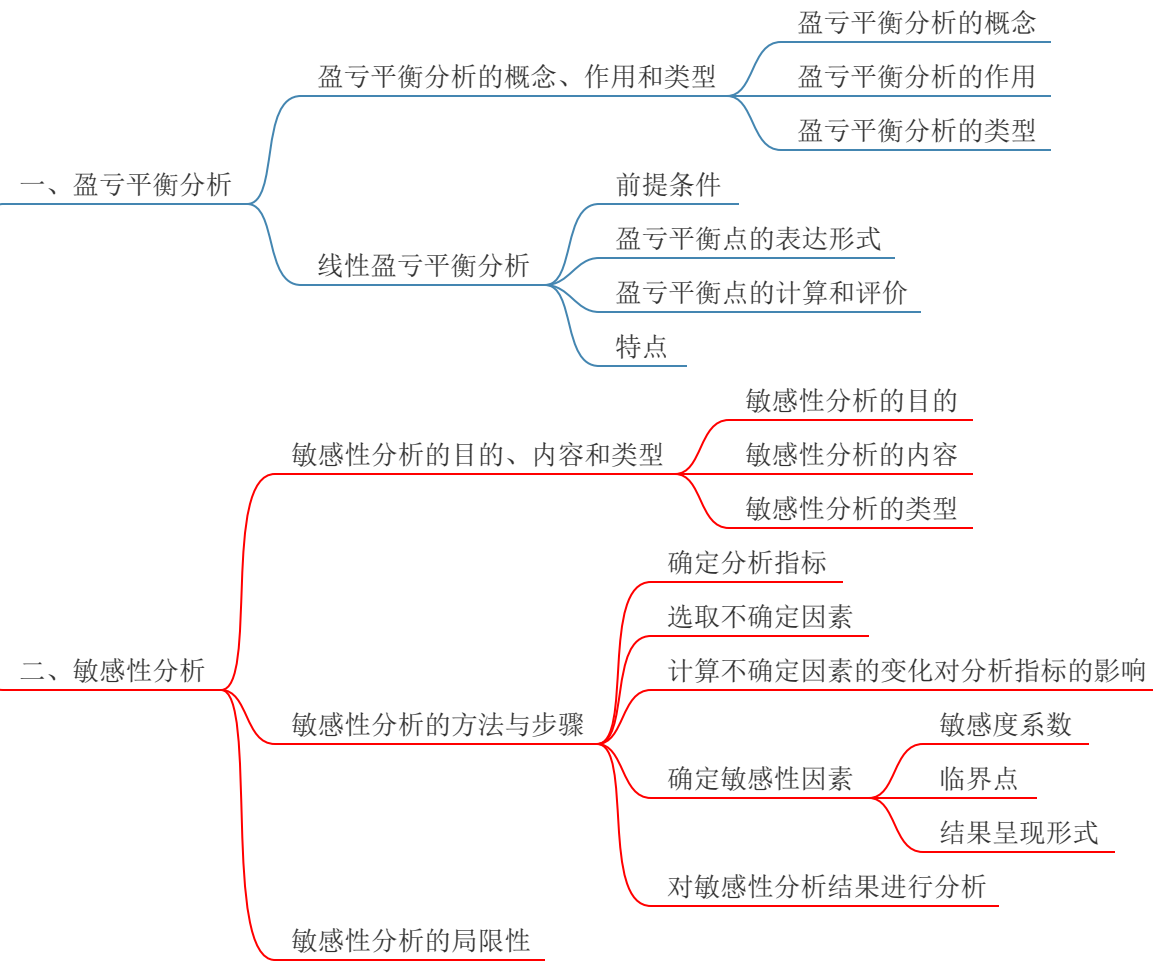 一、盈亏平衡分析
盈亏平衡分析的概念、作用和类型
盈亏平衡分析的概念
盈亏平衡分析的作用
盈亏平衡分析的类型
线性盈亏平衡分析
前提条件
盈亏平衡点的表达形式
盈亏平衡点的计算和评价
特点
二、敏感性分析
敏感性分析的目的、内容和类型
敏感性分析的目的
敏感性分析的内容
敏感性分析的类型
敏感性分析的方法与步骤
确定分析指标
选取不确定因素
计算不确定因素的变化对分析指标的影响
确定敏感性因素
敏感度系数
临界点
结果呈现形式
对敏感性分析结果进行分析
敏感性分析的局限性